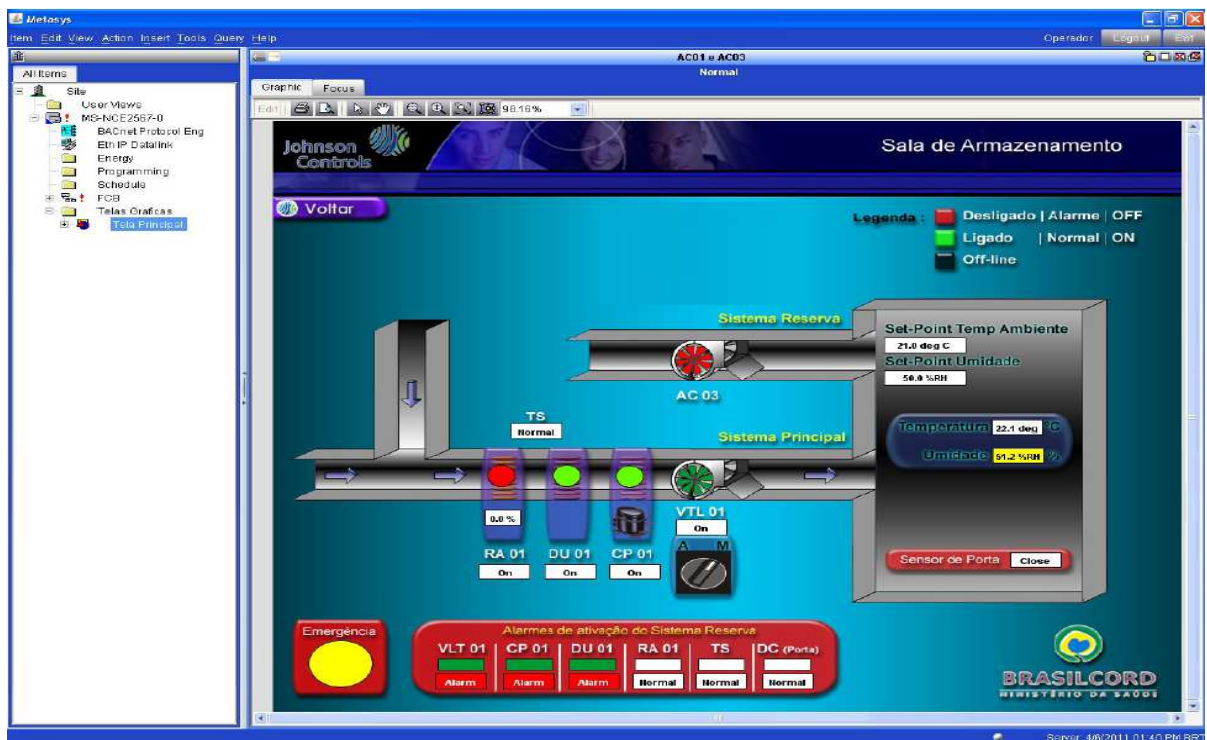 Metasys
Item Edit View Action Insert Tools Query Help
Operador Logout Exit
AC01 e AC03
Normal
All Items
Graphic Focus
Edit 98.16%
Site
User Views
MS-NCE2567-0
BACnet Protocol Eng
Eth IP Datalink
Energy
Programming
Schedule
FCB
Telas Graficas
Tela Principal
Johnson Controls
Sala de Armazenamento
Voltar
Legenda : Desligado | Alarme | OFF
Ligado | Normal | ON
Off-line
Sistema Reserva
AC 03
Set-Point Temp Ambiente
21.0 deg C
Set-Point Umidade
50.0 %RH
TS
Normal
Sistema Principal
Temperatura 22.1 deg °C
Umidade 51.2 %RH %
0.0 %
VTL 01
On
A M
RA 01 DU 01 CP 01
On On On
Sensor de Porta Close
Emergência
Alarmes de ativação do Sistema Reserva
VLT 01 | CP 01 | DU 01 | RA 01 | TS | DC (Porta)
Alarm Alarm Alarm Normal Normal Normal
BRASILCORD
MINISTÉRIO DA SAÚDE
Server: 4/6/2011 01:40 PM BRT